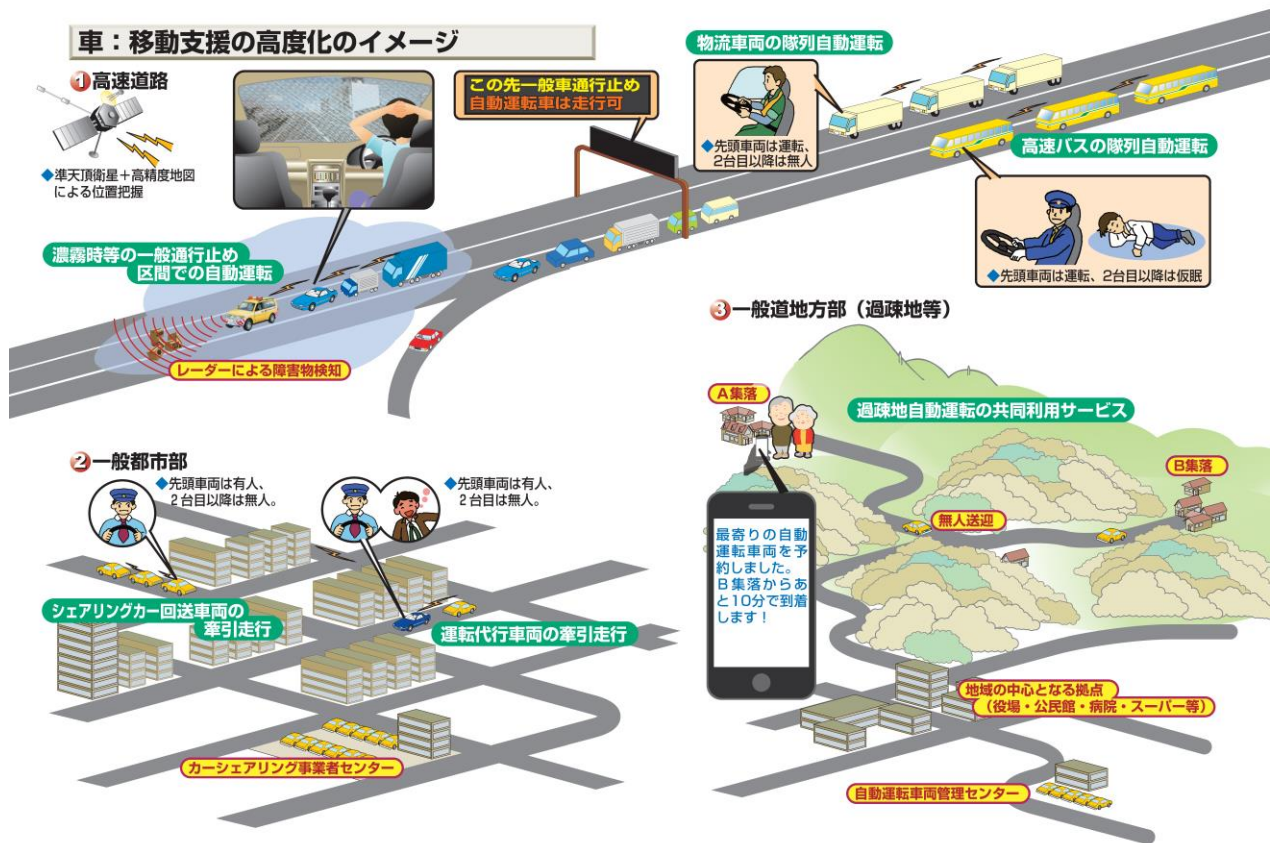 車：移動支援の高度化のイメージ
1 高速道路
◆準天頂衛星＋高精度地図
による位置把握
この先一般車通行止め
自動運転車は走行可
物流車両の隊列自動運転
◆先頭車両は運転、
2台目以降は無人
高速バスの隊列自動運転
◆先頭車両は運転、2台目以降は仮眠
濃霧時等の一般通行止め
区間での自動運転
レーダーによる障害物検知
2 一般都市部
◆先頭車両は有人、
２台目以降は無人。
◆先頭車両は有人、
２台目は無人。
シェアリングカー回送車両の
牽引走行
運転代行車両の牽引走行
カーシェアリング事業者センター
3 一般道地方部（過疎地等）
A集落
過疎地自動運転の共同利用サービス
B集落
無人送迎
最寄りの自動
運転車両を予
約しました。
B集落からあ
と10分で到着
します！
地域の中心となる拠点
（役場・公民館・病院・スーパー等）
自動運転車両管理センター